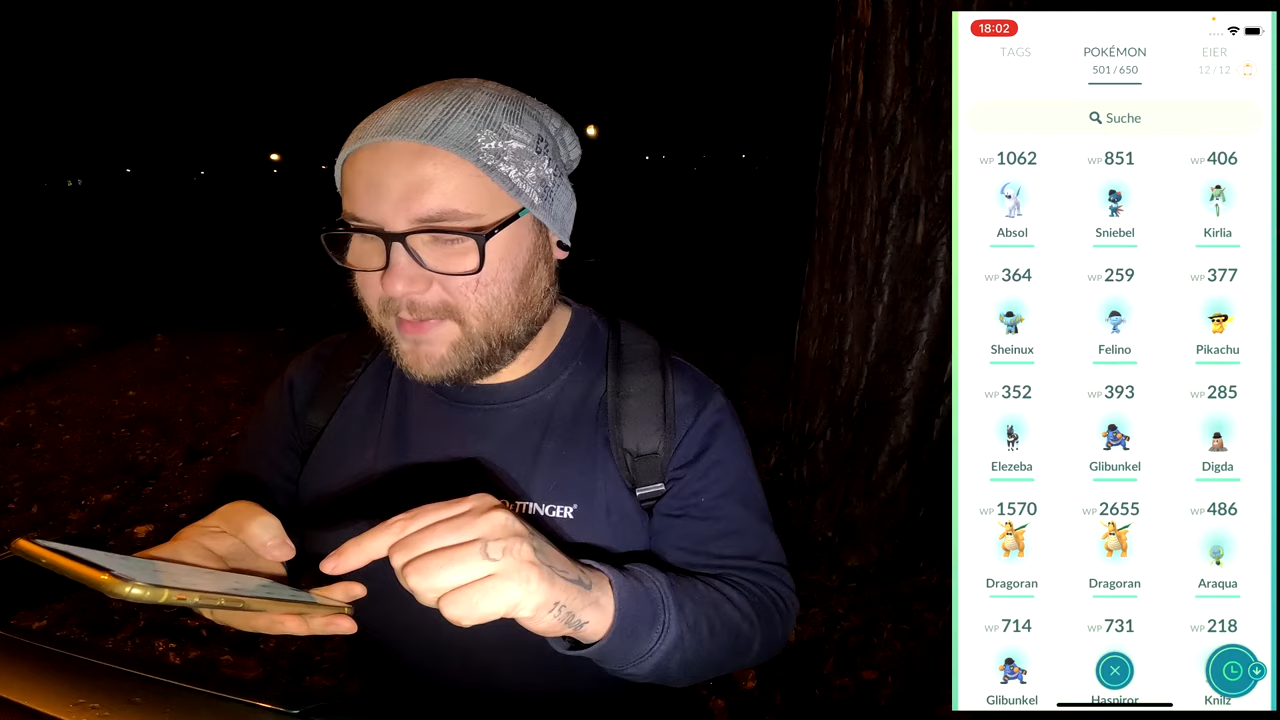 18:02
TAGS POKÉMON EIER
501 / 650 12 / 12
Suche
WP 1062 WP 851 WP 406
Absol Sniebel Kirlia
WP 364 WP 259 WP 377
Sheinux Felino Pikachu
WP 352 WP 393 WP 285
Elezeba Glibunkel Digda
WP 1570 WP 2655 WP 486
Dragoran Dragoran Araqua
WP 714 WP 731 WP 218
Glibunkel Haspiror Knilz